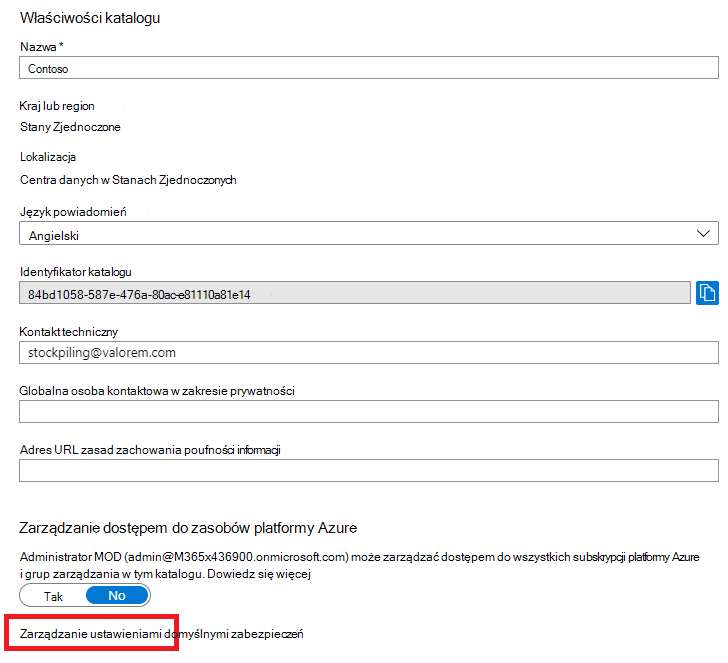 Właściwości katalogu
Nazwa *
Contoso
Kraj lub region
Stany Zjednoczone
Lokalizacja
Centra danych w Stanach Zjednoczonych
Język powiadomień
Angielski
Identyfikator katalogu
84bd1058-587e-476a-80ac-e81110a81e14
Kontakt techniczny
stockpiling@valorem.com
Globalna osoba kontaktowa w zakresie prywatności
Adres URL zasad zachowania poufności informacji
Zarządzanie dostępem do zasobów platformy Azure
Administrator MOD (admin@M365x436900.onmicrosoft.com) może zarządzać dostępem do wszystkich subskrypcji platformy Azure
i grup zarządzania w tym katalogu. Dowiedz się więcej
Tak No
Zarządzanie ustawieniami domyślnymi zabezpieczeń